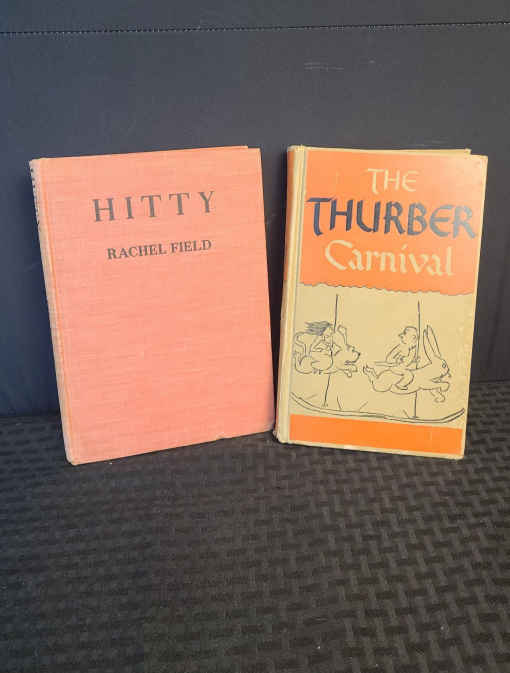 HITTY
RACHEL FIELD
THE
THURBER
Carnival